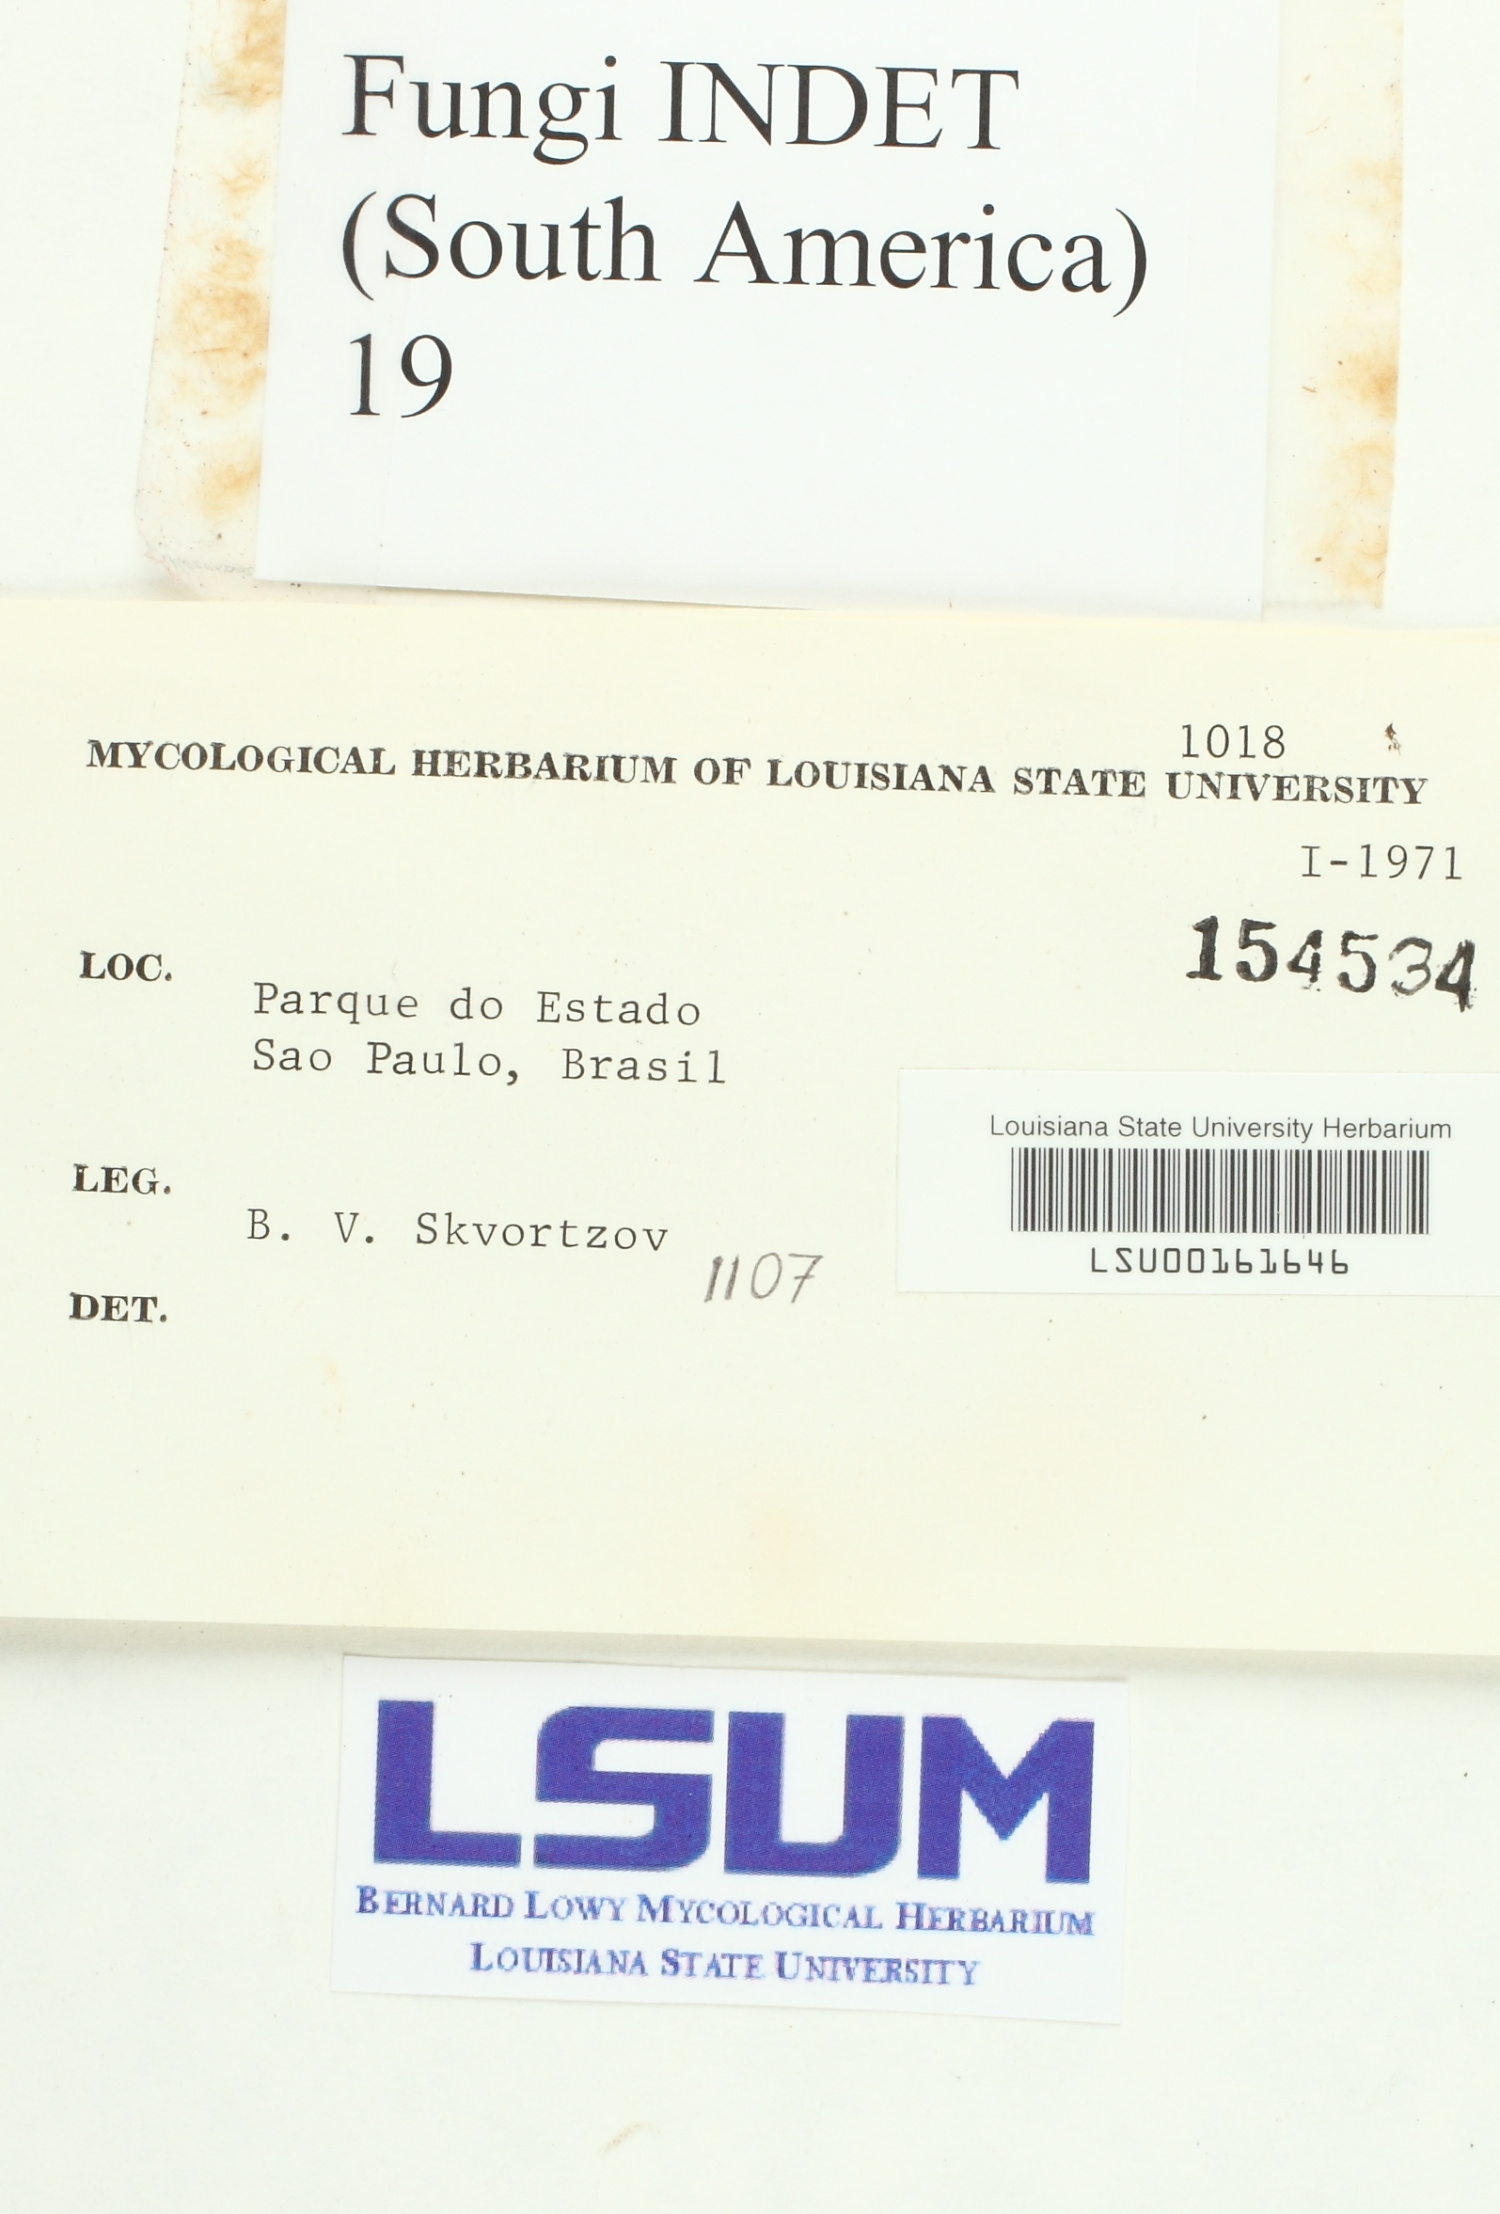 Fungi INDET
(South America)
19
1018
MYCOLOGICAL HERBARIUM OF LOUISIANA STATE UNIVERSITY
I-1971
154534
LOC.
Parque do Estado
Sao Paulo, Brasil
Louisiana State University Herbarium
LSU00161646
LEG.
B. V. Skvortzov
1107
DET.
LSUM
BERNARD LOWY MYCOLOGICAL HERBARIUM
LOUISIANA STATE UNIVERSITY